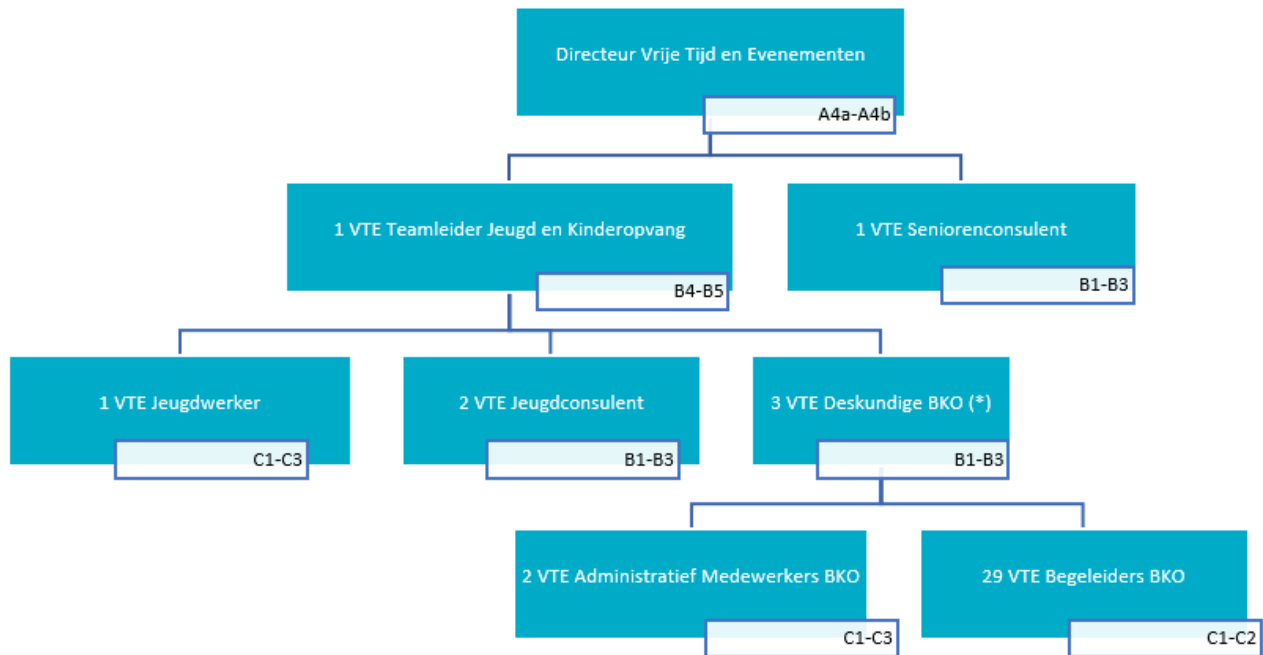 Directeur Vrije Tijd en Evenementen
A4a-A4b
1 VTE Teamleider Jeugd en Kinderopvang
B4-B5
1 VTE Seniorenconsulent
B1-B3
1 VTE Jeugdwerker
C1-C3
2 VTE Jeugdconsulent
B1-B3
3 VTE Deskundige BKO (*)
B1-B3
2 VTE Administratief Medewerkers BKO
C1-C3
29 VTE Begeleiders BKO
C1-C2